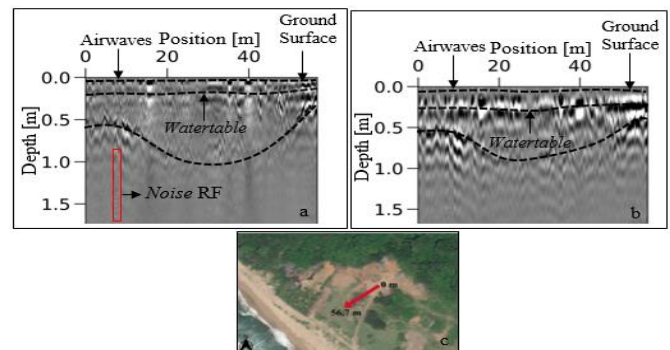 Ground
Surface
Airwaves Position [m]
0 20 40
0.0
0.5
1.0
1.5
Depth [m]
Watertable
Noise RF
a
Ground
Surface
Airwaves Position [m]
0 20 40
0.0
0.5
1.0
1.5
Depth [m]
Watertable
b
0 m
56.7 m
c